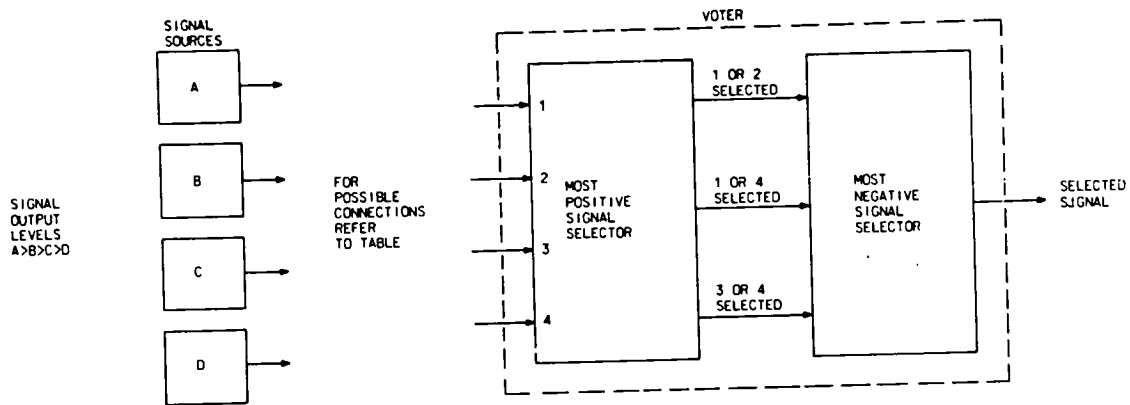 SIGNAL
SOURCES
A
B
C
D
SIGNAL
OUTPUT
LEVELS
A>B>C>D
FOR
POSSIBLE
CONNECTIONS
REFER
TO TABLE
VOTER
1
2
3
4
MOST
POSITIVE
SIGNAL
SELECTOR
1 OR 2
SELECTED
1 OR 4
SELECTED
3 OR 4
SELECTED
MOST
NEGATIVE
SIGNAL
SELECTOR
SELECTED
SIGNAL